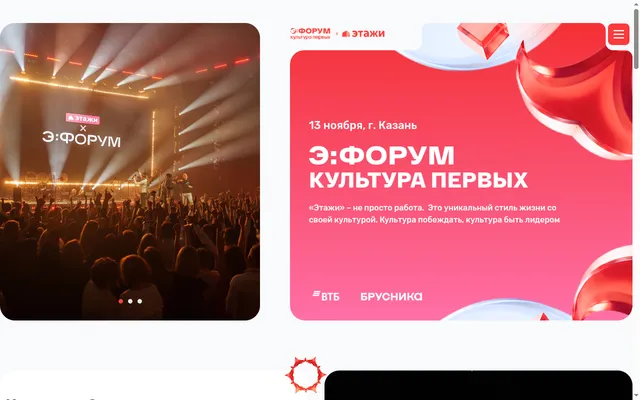 ЭТАЖИ
×
Э:ФОРУМ
Э:ФОРУМ
культура первых
×
этажи
13 ноября, г. Казань
Э:ФОРУМ
КУЛЬТУРА ПЕРВЫХ
«Этажи» – не просто работа. Это уникальный стиль жизни со
своей культурой. Культура побеждать, культура быть лидером
ВТБ
БРУСНИКА